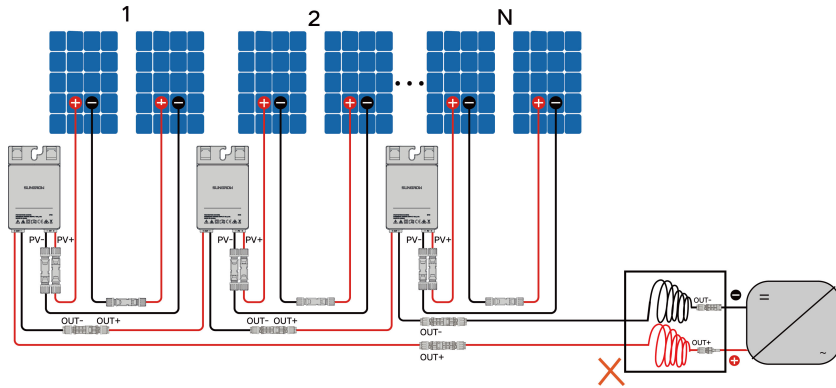 1
2
N
SUNGROW
SUNGROW
SUNGROW
PV- PV+
PV- PV+
PV- PV+
OUT- OUT+
OUT- OUT+
OUT-
OUT+
OUT-
OUT+